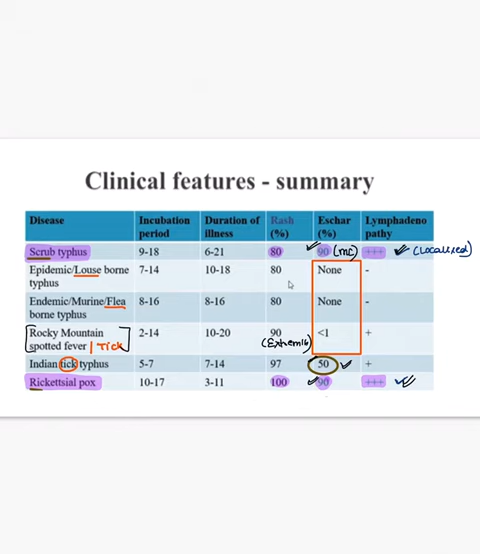 Clinical features - summary
Disease Incubation period Duration of illness Rash (%) Eschar (%) Lymphadeno pathy
Scrub typhus 9-18 6-21 80 90 (mc) +++ (Localised)
Epidemic/Louse borne typhus 7-14 10-18 80 None -
Endemic/Murine/Flea borne typhus 8-16 8-16 80 None -
Rocky Mountain spotted fever / Tick 2-14 10-20 90 <1 +
Indian tick typhus 5-7 7-14 97 50 +
Rickettsial pox 10-17 3-11 100 90 +++